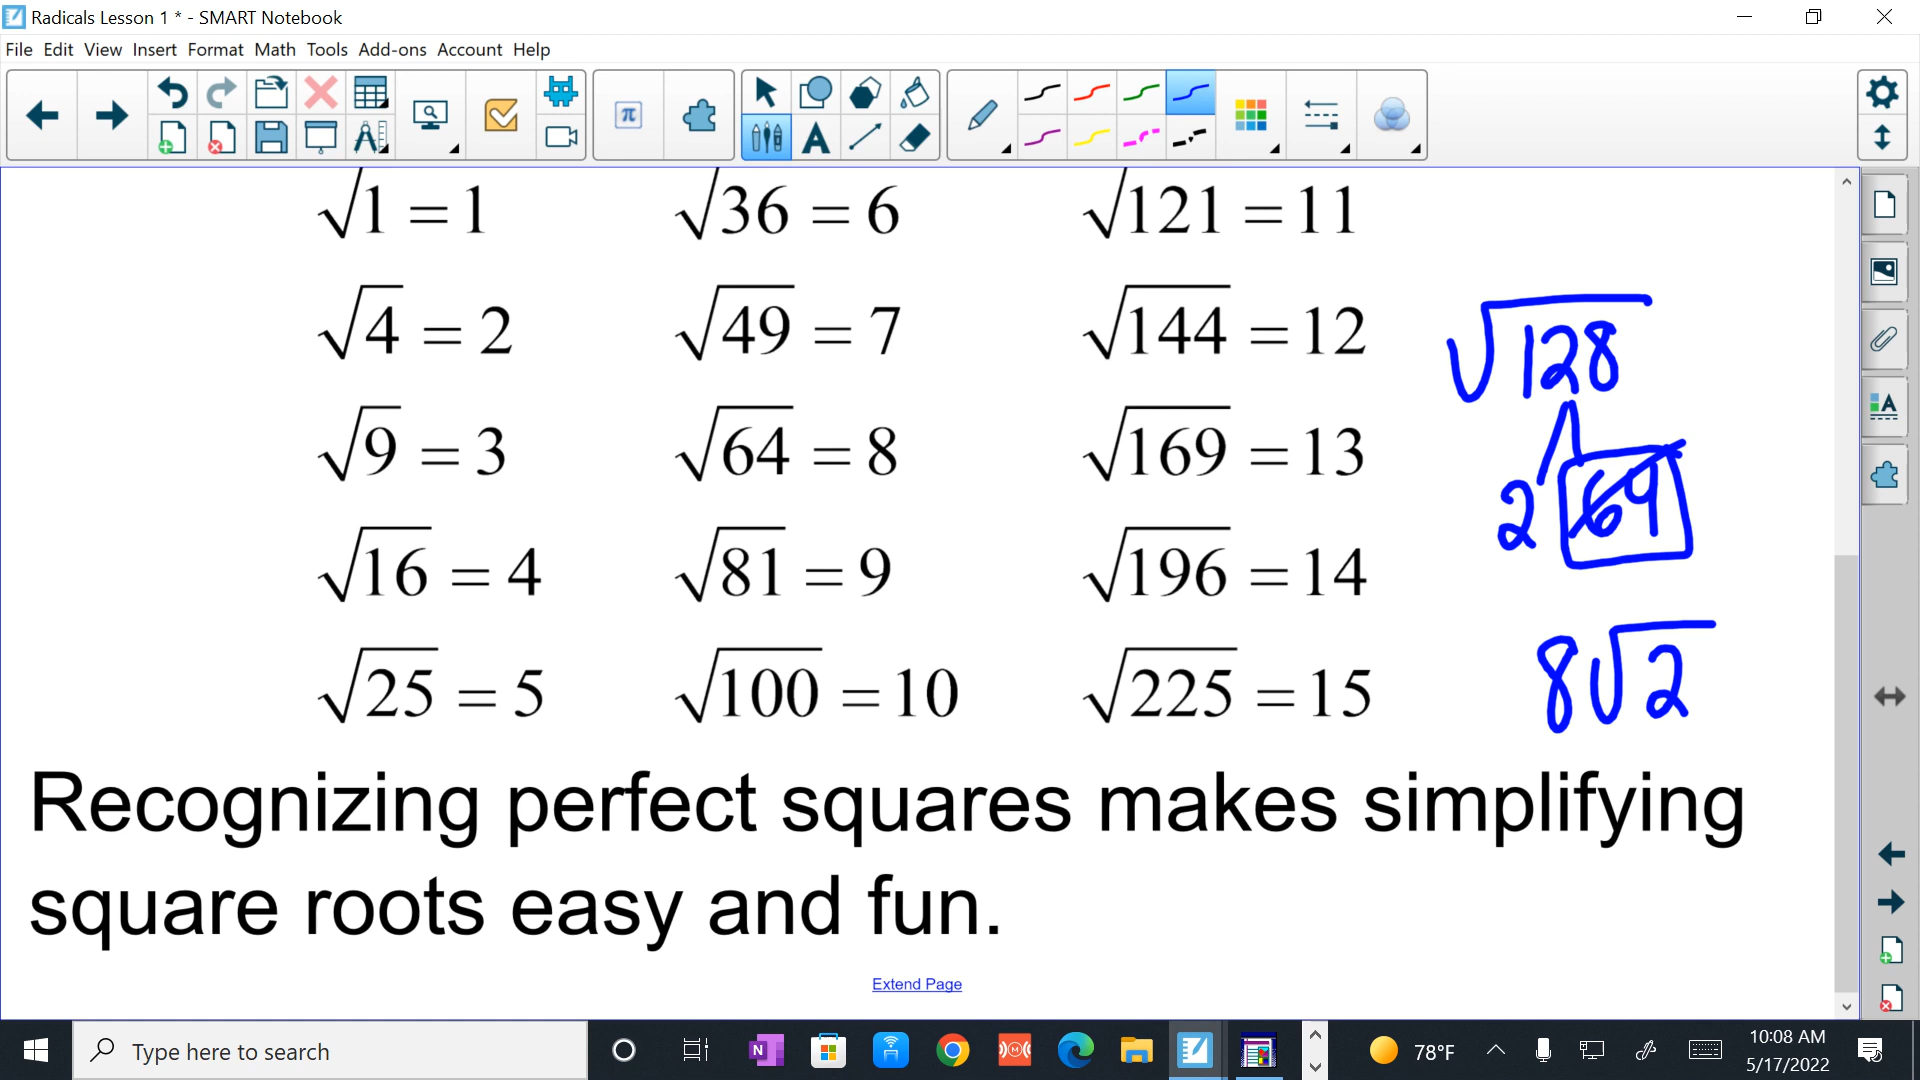 Radicals Lesson 1 * - SMART Notebook
File Edit View Insert Format Math Tools Add-ons Account Help
π
A
√1 = 1 √36 = 6 √121 = 11
√4 = 2 √49 = 7 √144 = 12
√9 = 3 √64 = 8 √169 = 13
√16 = 4 √81 = 9 √196 = 14
√25 = 5 √100 = 10 √225 = 15
√128
2 64
8√2
Recognizing perfect squares makes simplifying
square roots easy and fun.
Extend Page
A
Type here to search
N
((M))
78°F
10:08 AM
5/17/2022